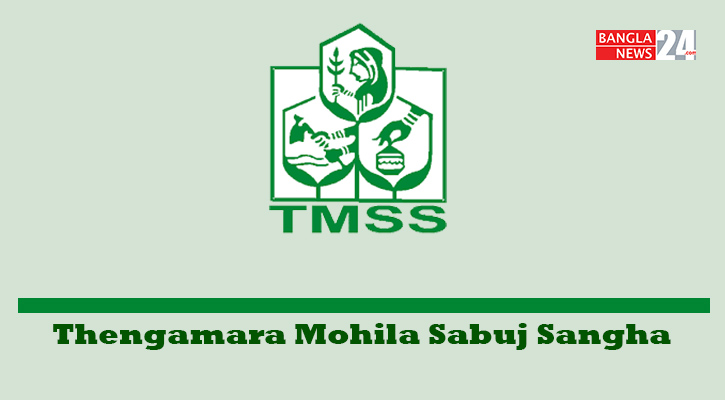 BANGLA
NEWS 24.com
TMSS
Thengamara Mohila Sabuj Sangha